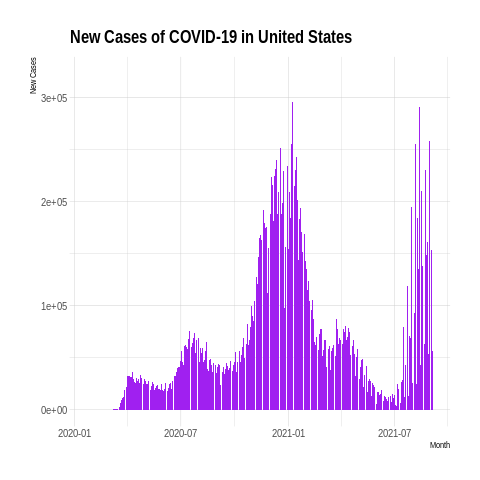 New Cases of COVID-19 in United States
New Cases
3e+05
2e+05
1e+05
0e+00
2020-01 2020-07 2021-01 2021-07
Month